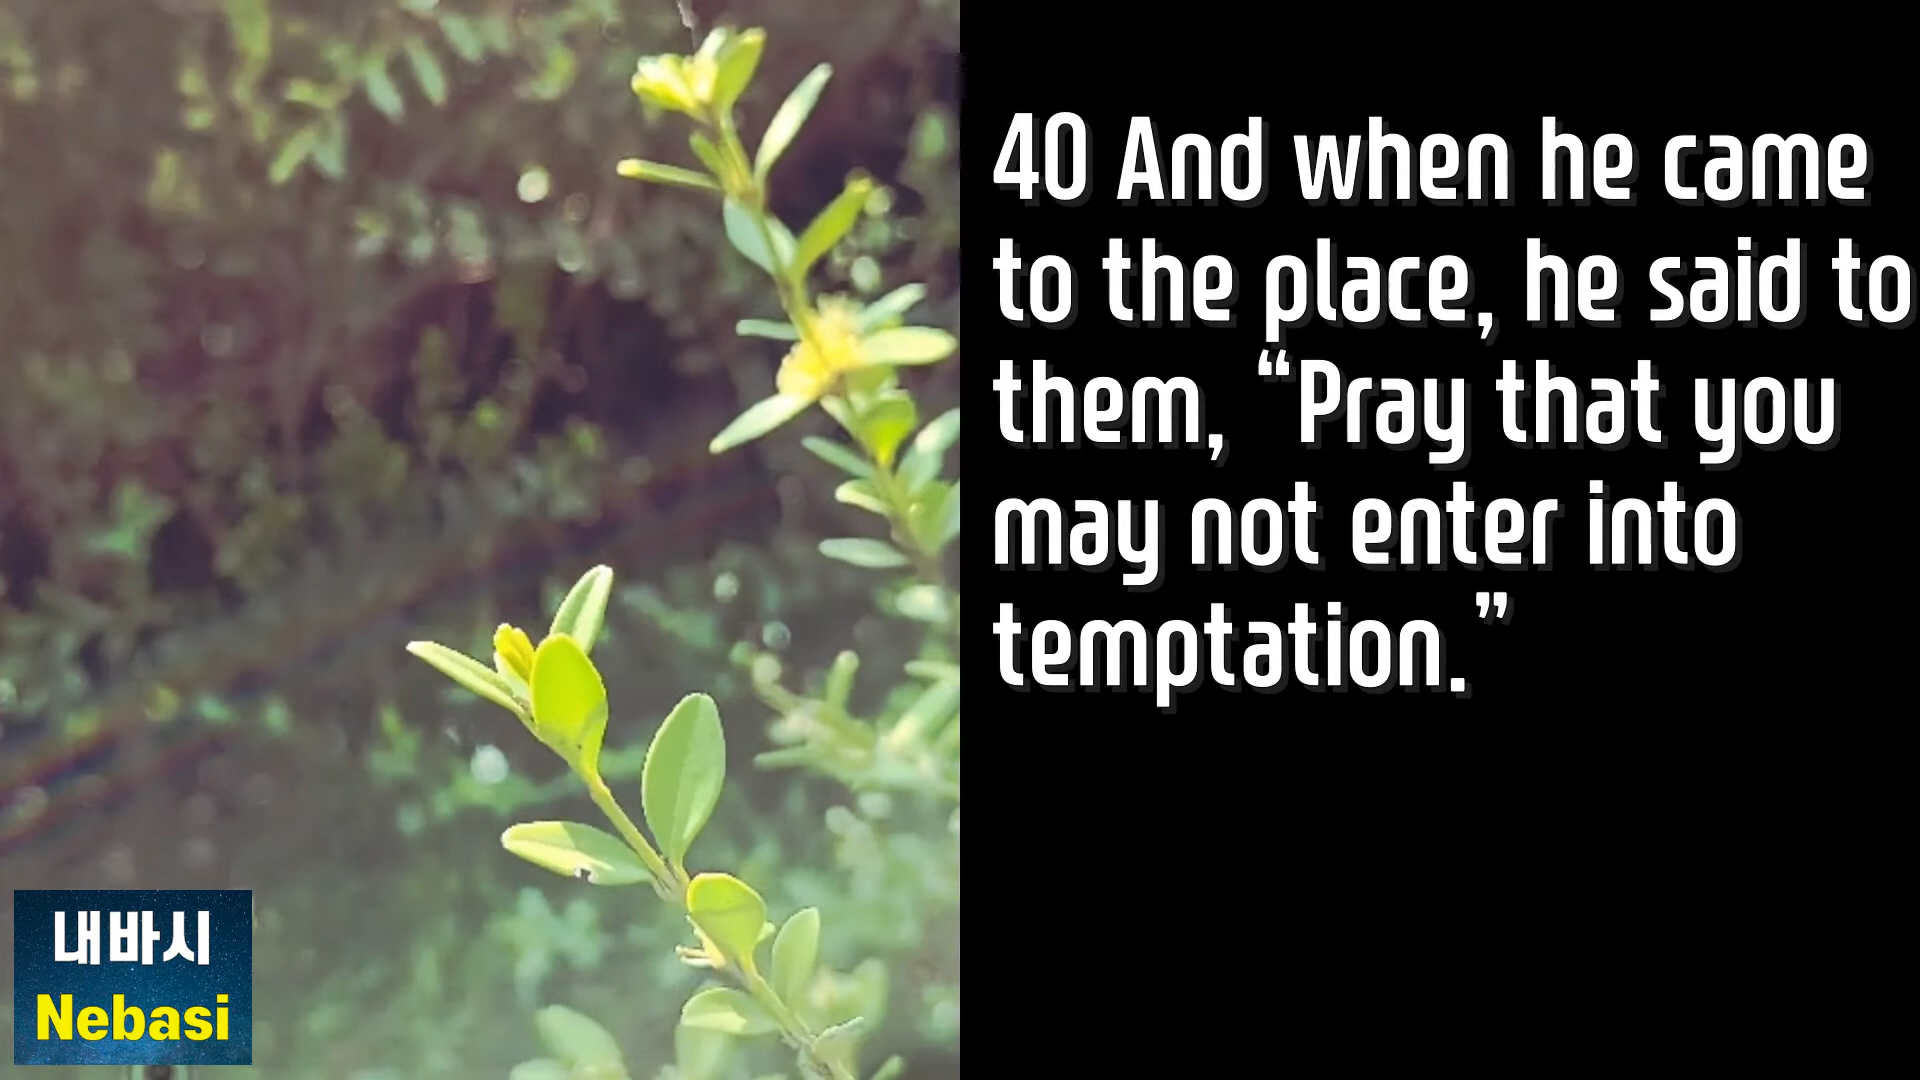 40 And when he came
to the place, he said to
them, “Pray that you
may not enter into
temptation.”
내바시
Nebasi